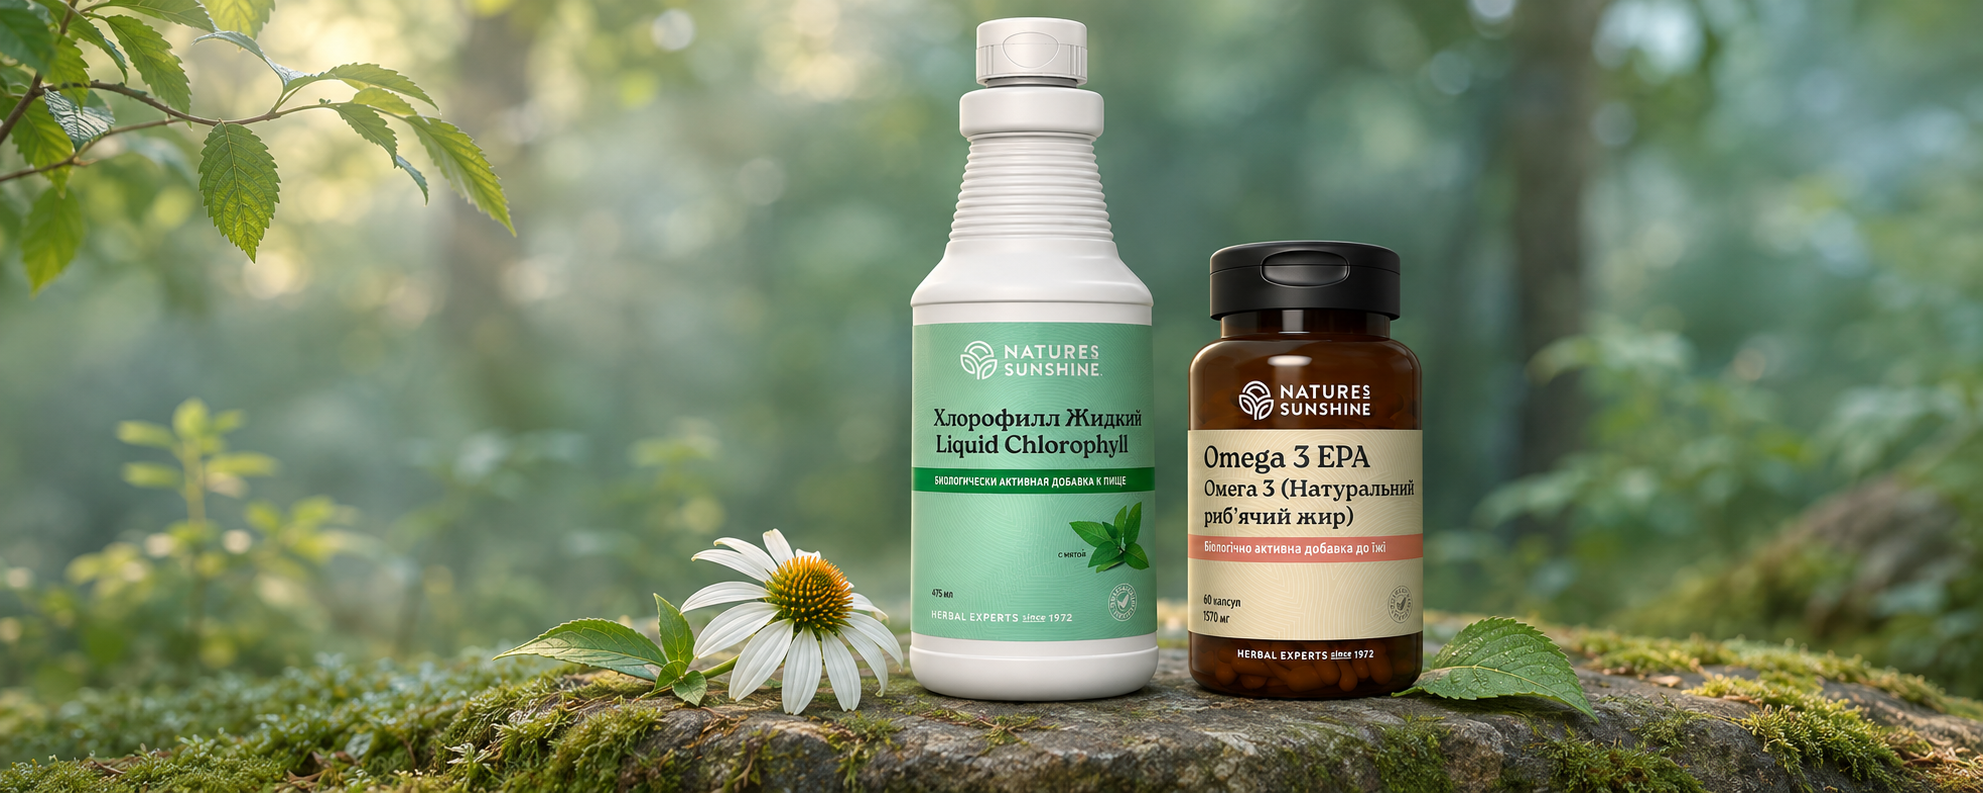 NATURES
SUNSHINE
Хлорофилл Жидкий
Liquid Chlorophyll
БИОЛОГИЧЕСКИ АКТИВНАЯ ДОБАВКА К ПИЩЕ
с мятой
475 мл
HERBAL EXPERTS since 1972
NATURES
SUNSHINE
Omega 3 EPA
Омега 3 (Натуральний
риб’ячий жир)
Біологічно активна добавка до їжі
60 капсул
1570 мг
HERBAL EXPERTS since 1972